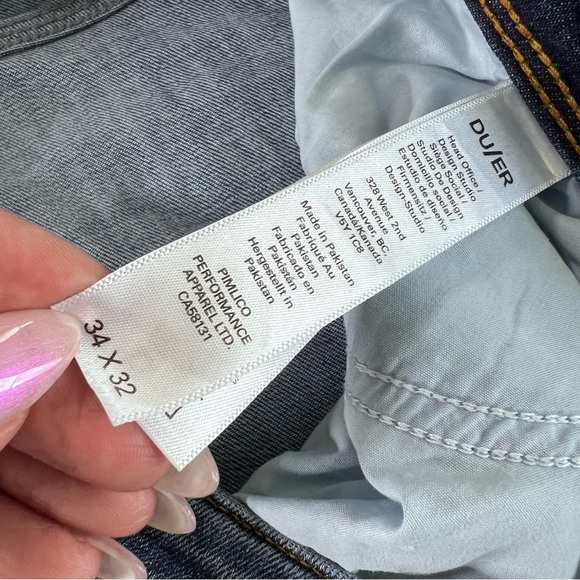 DU/ER
Head Office /
Design Studio
Siège Social /
Studio De Design
Domicilio social /
Estudio de diseño
Firmensitz /
Design-Studio
328 West 2nd
Avenue
Vancouver, BC,
Canada/Kanada
V5Y 1C8
Made in Pakistan
Fabriqué Au
Pakistan
Fabricado en
Pakistán
Hergestellt in
Pakistan
PIMLICO
PERFORMANCE
APPAREL LTD.
CA58131
34 X 32